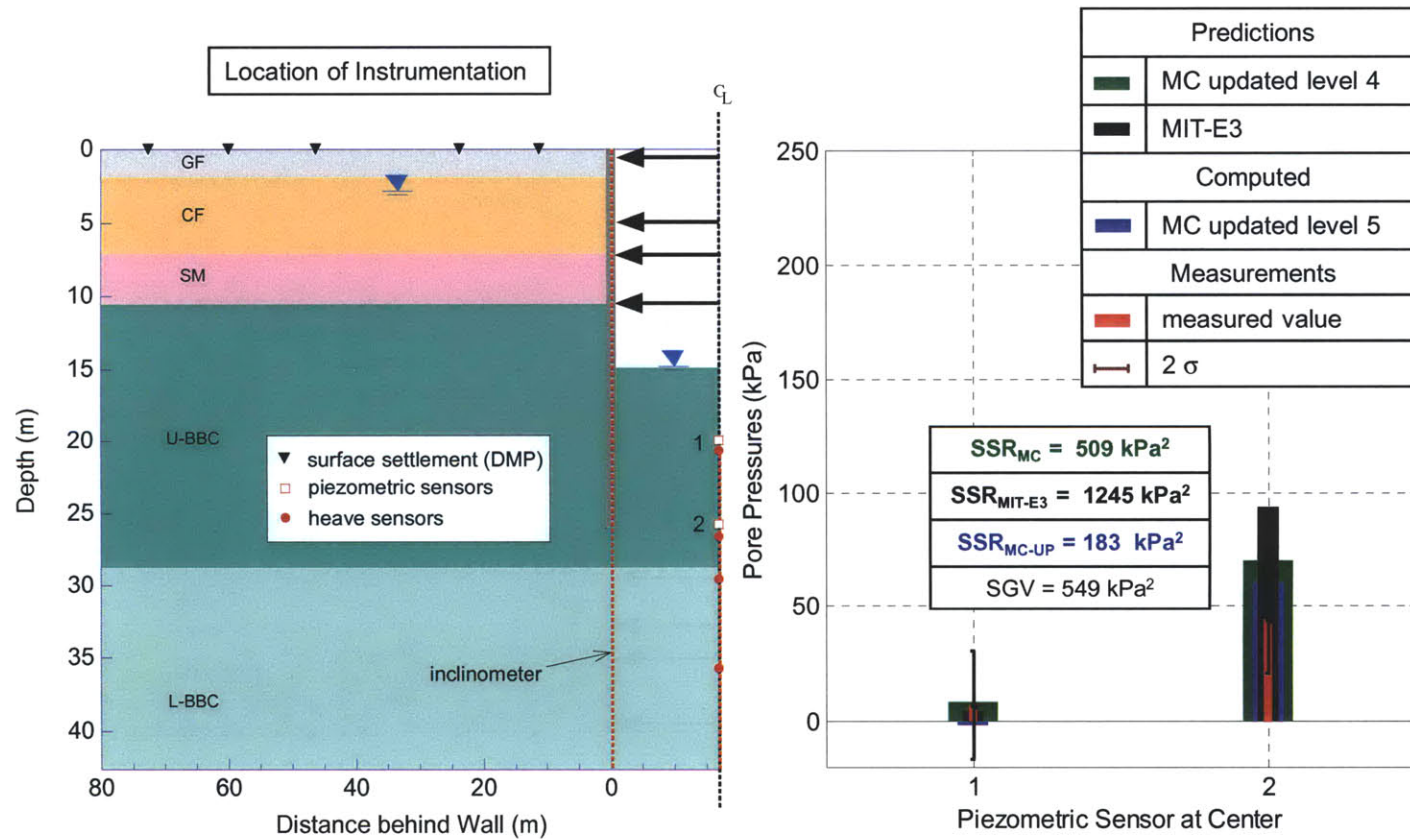 Location of Instrumentation
CL
0
5
10
15
20
25
30
35
40
Depth (m)
GF
CF
SM
U-BBC
L-BBC
1
2
surface settlement (DMP)
piezometric sensors
heave sensors
inclinometer
80
60
40
20
0
Distance behind Wall (m)
Predictions
MC updated level 4
MIT-E3
Computed
MC updated level 5
Measurements
measured value
2 σ
250
200
150
100
50
0
Pore Pressures (kPa)
SSR_MC = 509 kPa²
SSR_MIT-E3 = 1245 kPa²
SSR_MC-UP = 183 kPa²
SGV = 549 kPa²
1
2
Piezometric Sensor at Center